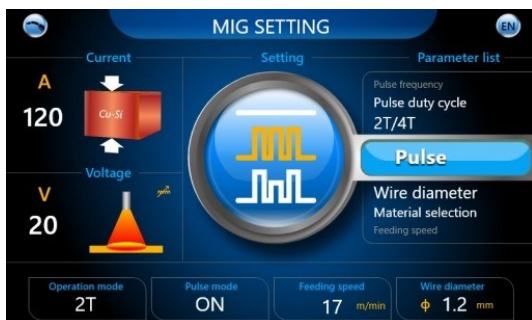 MIG SETTING
EN
Current
A
120
Cu-Si
Voltage
V
20
Setting
Parameter list
Pulse frequency
Pulse duty cycle
2T/4T
Pulse
Wire diameter
Material selection
Feeding speed
Operation mode
2T
Pulse mode
ON
Feeding speed
17 m/min
Wire diameter
ϕ 1.2 mm